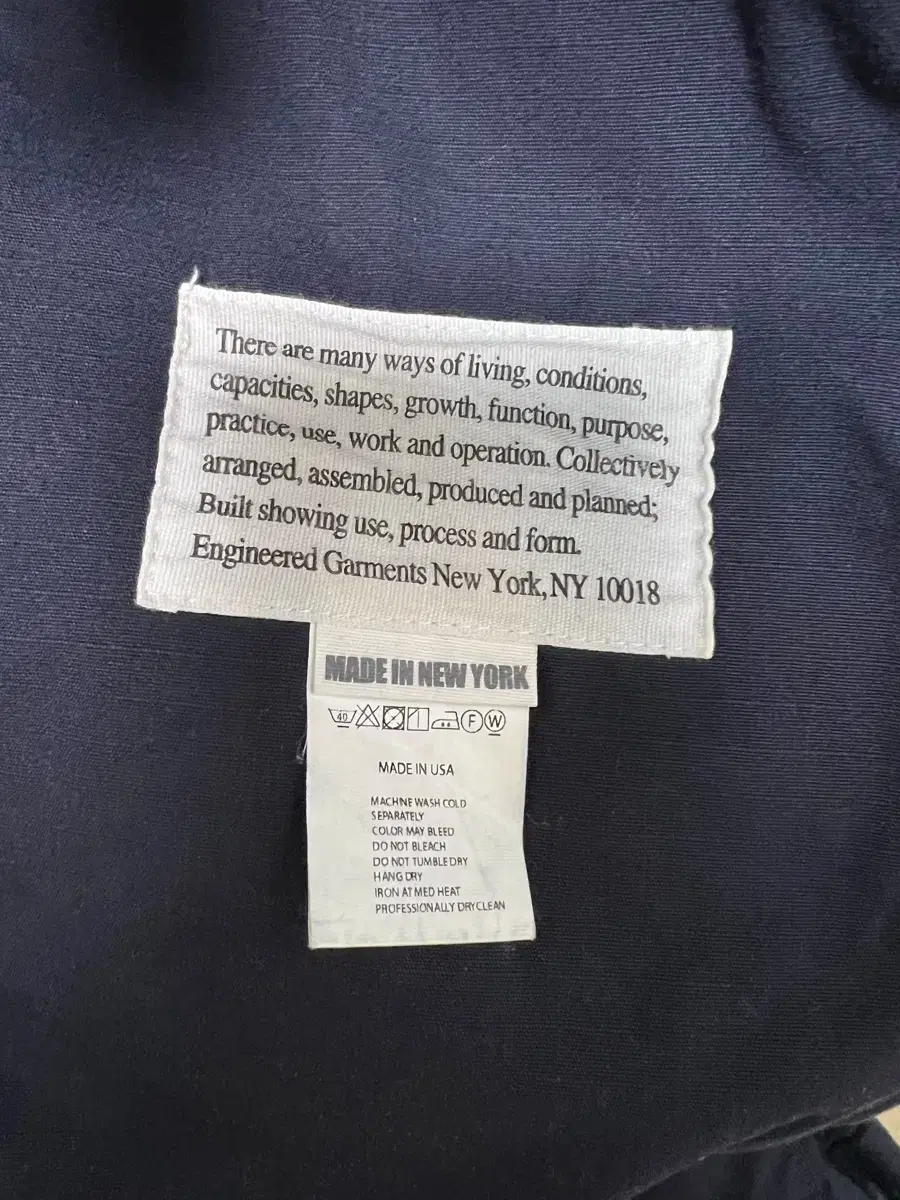 There are many ways of living, conditions,
capacities, shapes, growth, function, purpose,
practice, use, work and operation. Collectively
arranged, assembled, produced and planned;
Built showing use, process and form.
Engineered Garments New York, NY 10018
MADE IN NEW YORK
40 F W
MADE IN USA
MACHNE WASH COLD
SEPARATELY
COLOR MAY BLEED
DO NOT BLEACH
DO NOT TUMBLE DRY
HANG DRY
IRON AT MED HEAT
PROFESSIONALLY DRY CLEAN